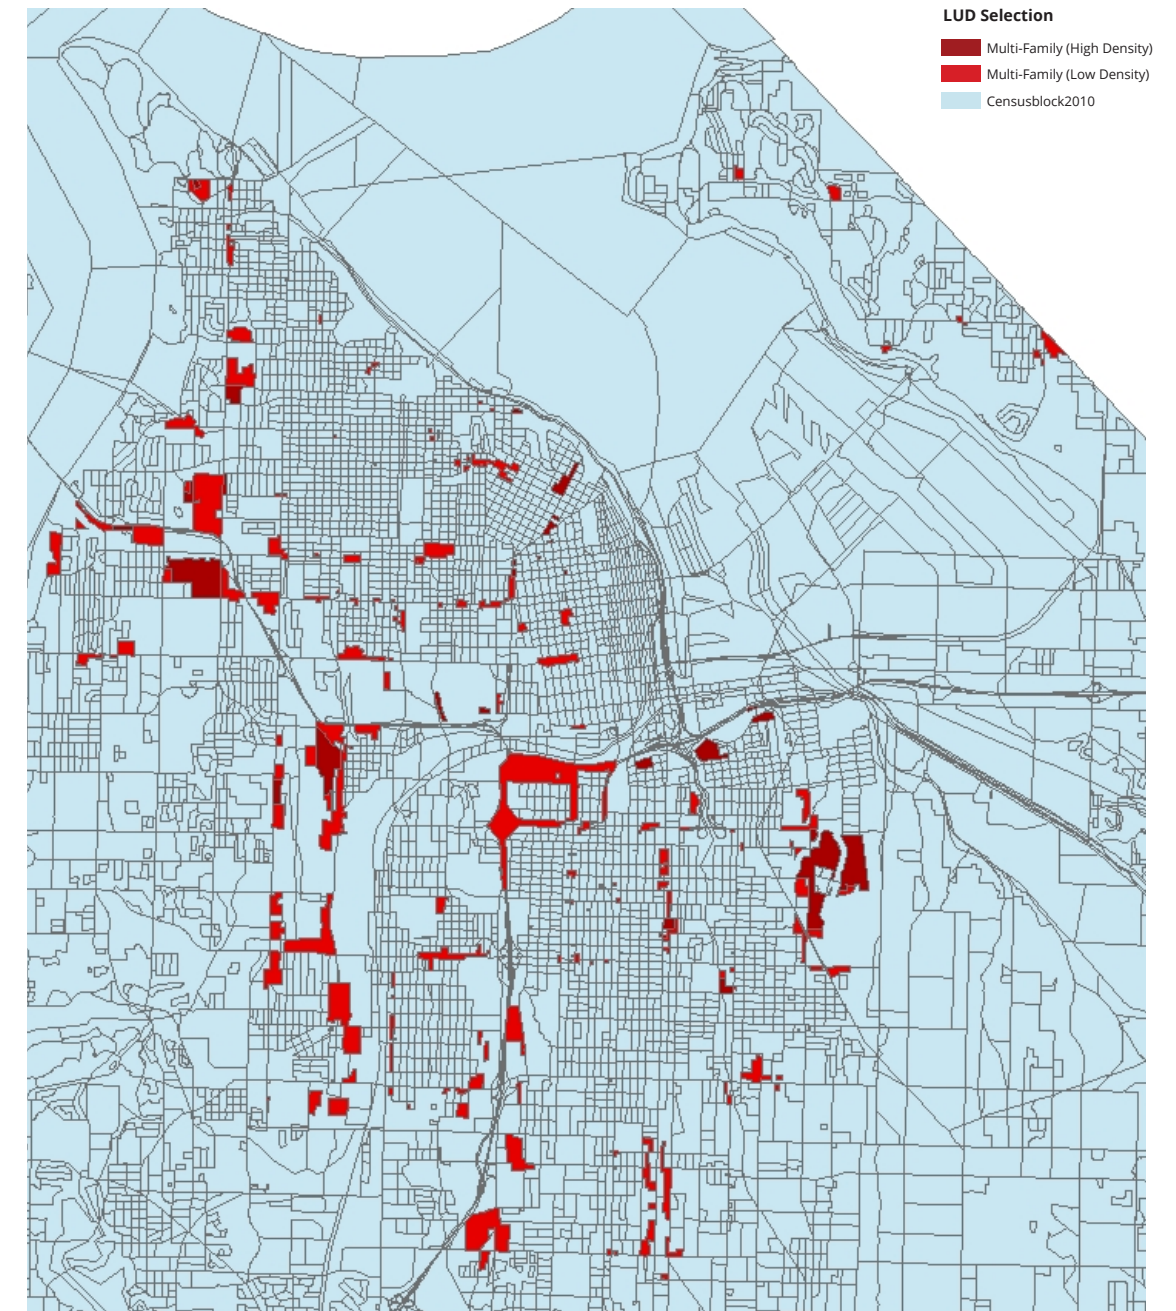 LUD Selection
Multi-Family (High Density)
Multi-Family (Low Density)
Censusblock2010